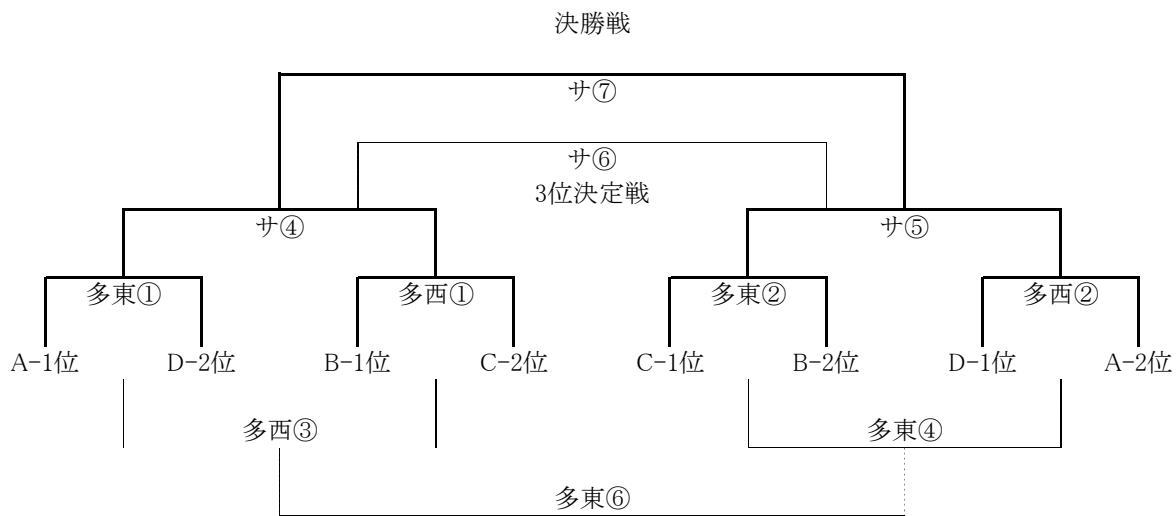 決勝戦
サ⑦
サ⑥
3位決定戦
サ④ サ⑤
多東① 多西① 多東② 多西②
A-1位 D-2位 B-1位 C-2位 C-1位 B-2位 D-1位 A-2位
多西③ 多東④
多東⑥